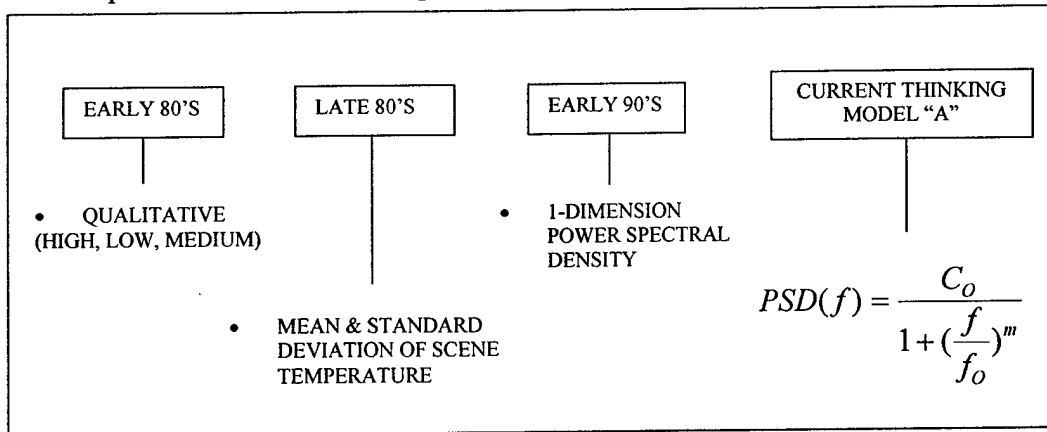 EARLY 80'S
LATE 80'S
EARLY 90'S
CURRENT THINKING
MODEL "A"
• QUALITATIVE
(HIGH, LOW, MEDIUM)
• MEAN & STANDARD
DEVIATION OF SCENE
TEMPERATURE
• 1-DIMENSION
POWER SPECTRAL
DENSITY
PSD(f) = C_O / (1 + (f / f_O)^m)